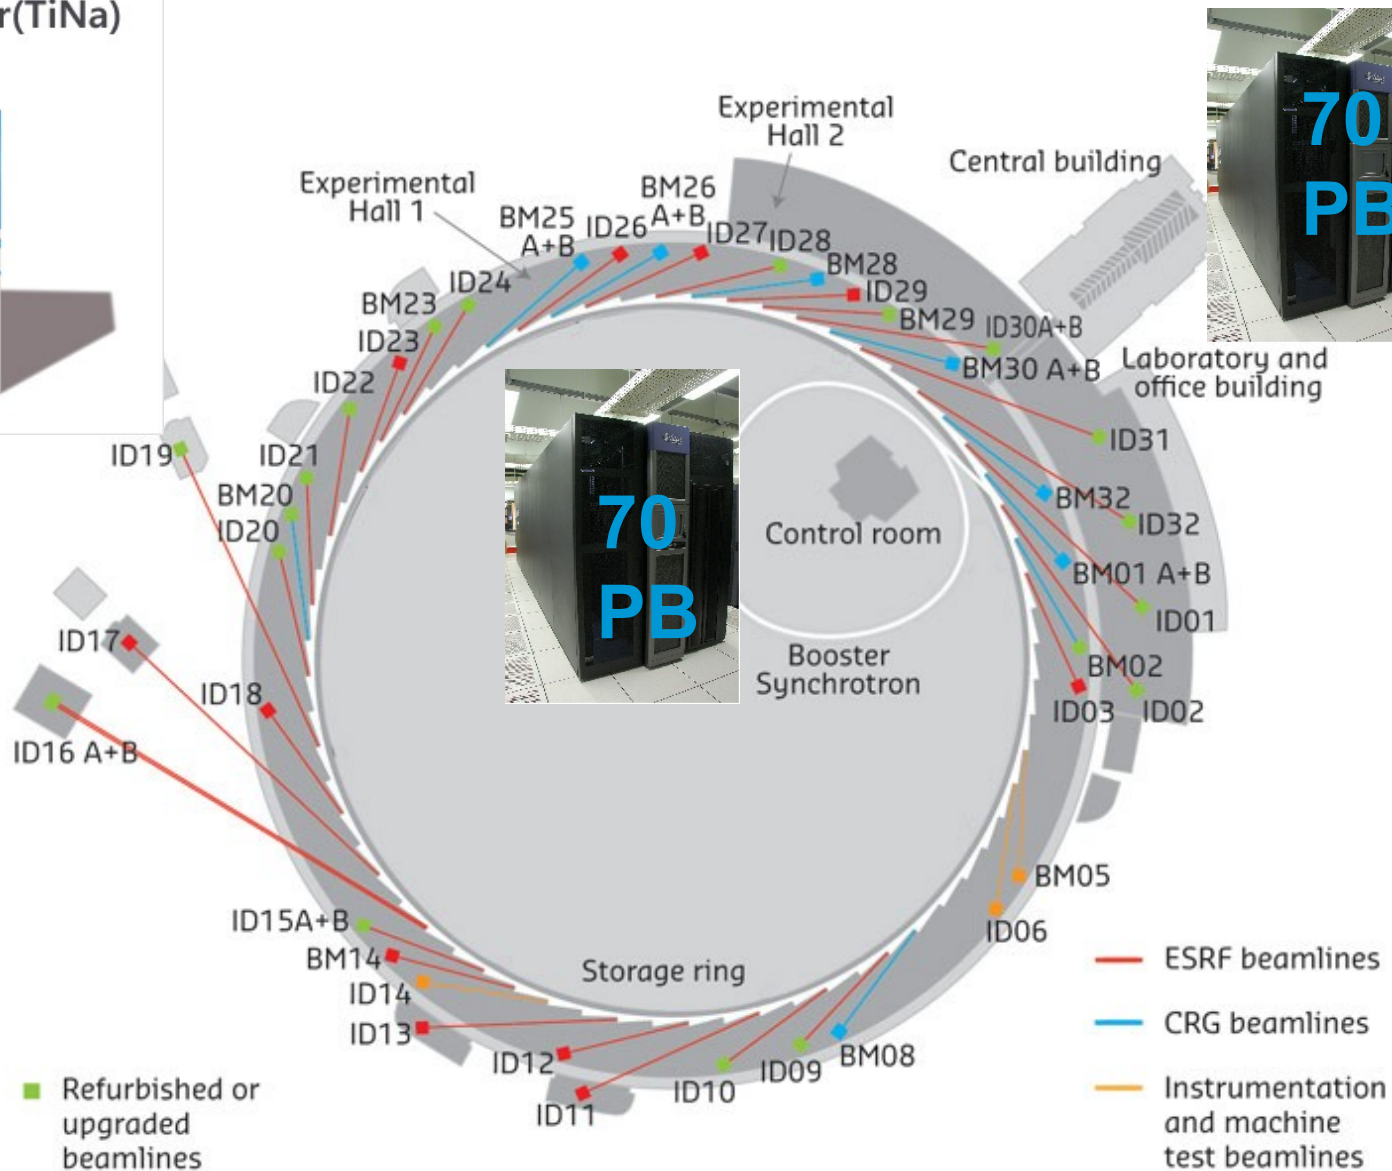 r(TiNa)
Experimental
Hall 2
Central building
70
PB
Experimental
Hall 1
BM26
A+B
BM25
A+B
ID26
ID27
ID28
BM28
ID29
BM29
ID30A+B
BM30 A+B
Laboratory and
office building
ID24
BM23
ID23
ID22
ID31
ID19
ID21
BM20
ID20
70
PB
Control room
BM32
ID32
BM01 A+B
ID01
ID17
Booster
Synchrotron
BM02
ID03
ID02
ID18
ID16 A+B
BM05
ID06
ID15A+B
BM14
ID14
ID13
Storage ring
ID12
ID11
ID10
ID09
BM08
ESRF beamlines
CRG beamlines
Instrumentation
and machine
test beamlines
Refurbished or
upgraded
beamlines